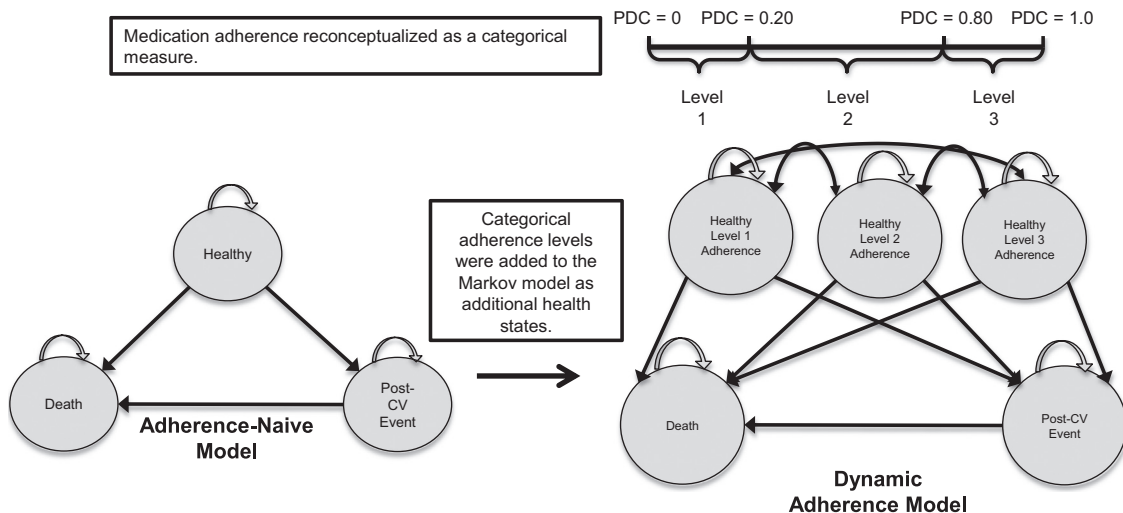 Medication adherence reconceptualized as a categorical
measure.
PDC = 0 PDC = 0.20 PDC = 0.80 PDC = 1.0
Level
1
Level
2
Level
3
Healthy
Death
Post-
CV
Event
Adherence-Naive
Model
Categorical
adherence levels
were added to the
Markov model as
additional health
states.
Healthy
Level 1
Adherence
Healthy
Level 2
Adherence
Healthy
Level 3
Adherence
Death
Post-CV
Event
Dynamic
Adherence Model